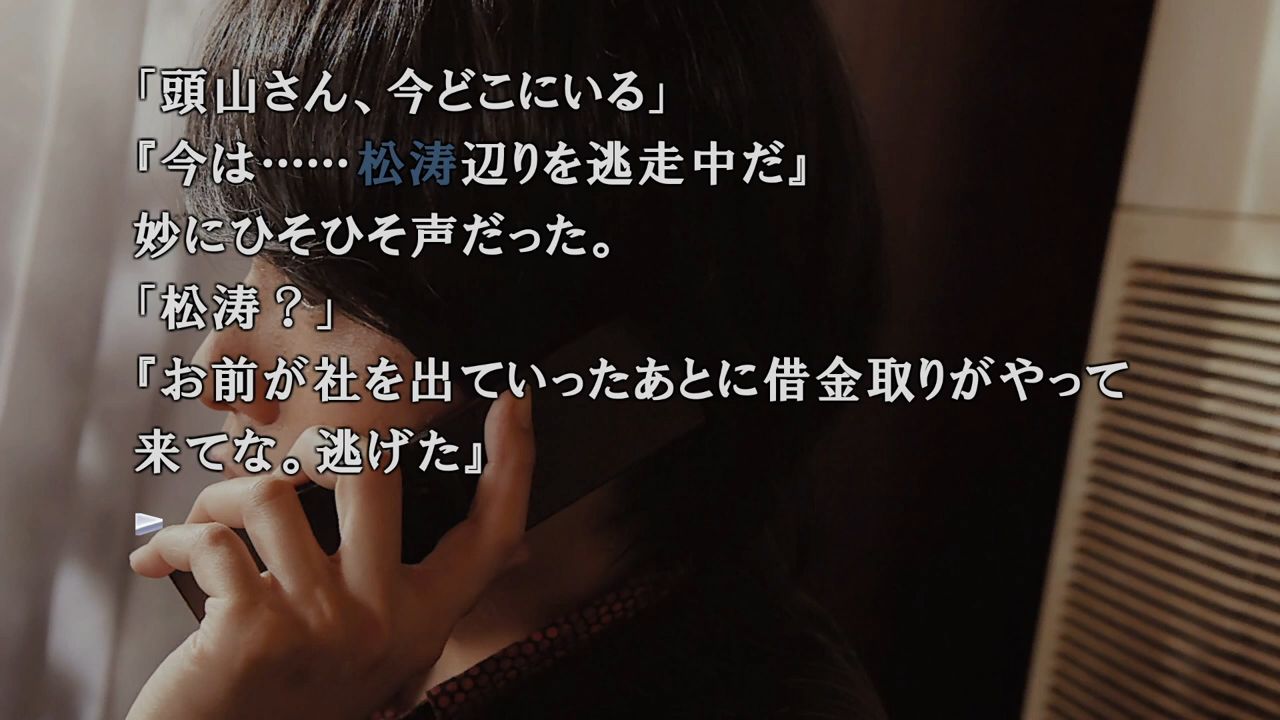 「頭山さん、今どこにいる」
『今は……松涛辺りを逃走中だ』
妙にひそひそ声だった。
「松涛？」
『お前が社を出ていったあとに借金取りがやって
来てな。逃げた』